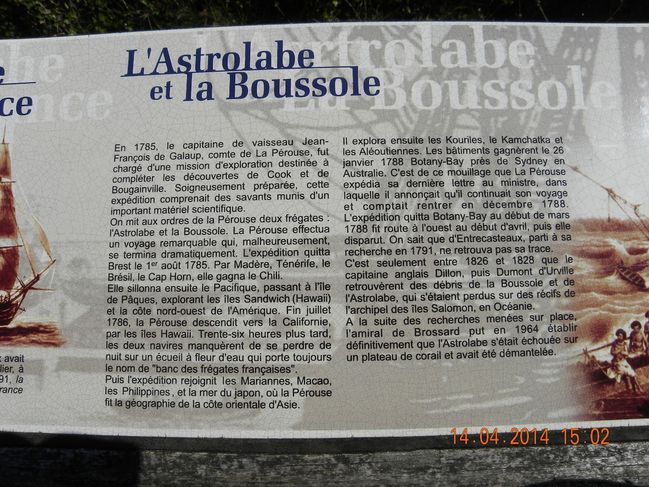 L'Astrolabe
et la Boussole
L'Astrolabe
La Boussole
En 1785, le capitaine de vaisseau Jean-
François de Galaup, comte de La Pérouse, fut
chargé d'une mission d'exploration destinée à
compléter les découvertes de Cook et de
Bougainville. Soigneusement préparée, cette
expédition comprenait des savants munis d'un
important matériel scientifique.
On mit aux ordres de la Pérouse deux frégates :
l'Astrolabe et la Boussole. La Pérouse effectua
un voyage remarquable qui, malheureusement,
se termina dramatiquement. L'expédition quitta
Brest le 1er août 1785. Par Madère, Ténérife, le
Brésil, le Cap Horn, elle gagna le Chili.
Elle sillonna ensuite le Pacifique, passant à l'île
de Pâques, explorant les îles Sandwich (Hawaii)
et la côte nord-ouest de l'Amérique. Fin juillet
1786, la Pérouse descendit vers la Californie,
par les îles Hawaii. Trente-six heures plus tard,
les deux navires manquèrent de se perdre de
nuit sur un écueil à fleur d'eau qui porte toujours
le nom de "banc des frégates françaises".
Puis l'expédition rejoignit les Mariannes, Macao,
les Philippines, et la mer du japon, où la Pérouse
fit la géographie de la côte orientale d'Asie.
Il explora ensuite les Kouriles, le Kamchatka et
les Aléoutiennes. Les bâtiments gagnèrent le 26
janvier 1788 Botany-Bay près de Sydney en
Australie. C'est de ce mouillage que La Pérouse
expédia sa dernière lettre au ministre, dans
laquelle il annonçait qu'il continuait son voyage
et comptait rentrer en décembre 1788.
L'expédition quitta Botany-Bay au début de mars
1788 fit route à l'ouest au début d'avril, puis elle
disparut. On sait que d'Entrecasteaux, parti à sa
recherche en 1791, ne retrouva pas sa trace.
C'est seulement entre 1826 et 1828 que le
capitaine anglais Dillon, puis Dumont d'Urville
retrouvèrent des débris de la Boussole et de
l'Astrolabe, qui s'étaient perdus sur des récifs de
l'archipel des îles Salomon, en Océanie.
A la suite des recherches menées sur place,
l'amiral de Brossard put en 1964 établir
définitivement que l'Astrolabe s'était échouée sur
un plateau de corail et avait été démantelée.
avait
lier, à
91, la
rance
14.04.2014 15:02